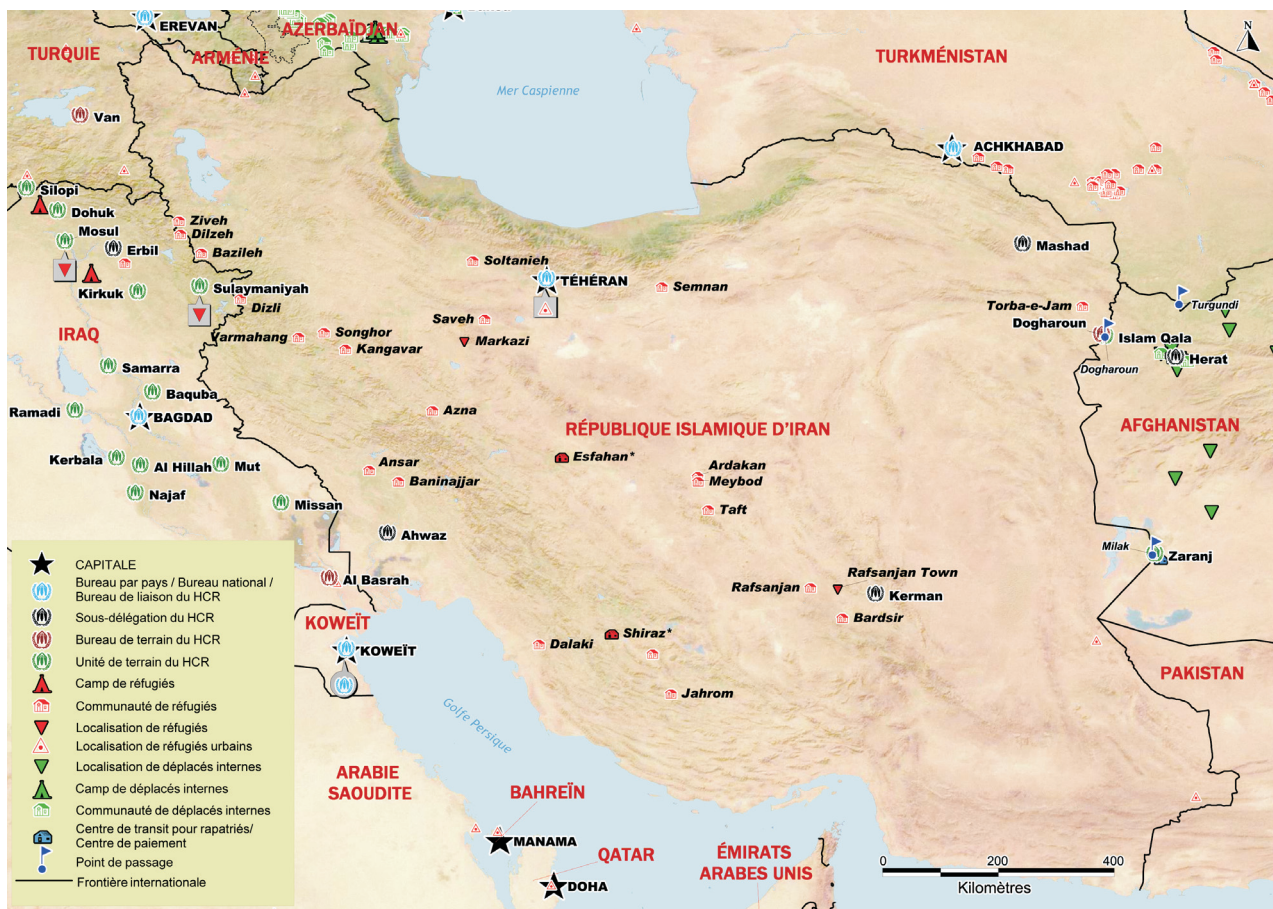 EREVAN
AZERBAÏDJAN
TURQUIE
ARMÉNIE
TURKMÉNISTAN
N
Mer Caspienne
Van
ACHKHABAD
Silopi
Dohuk
Mosul
Erbil
Ziveh
Dilzeh
Bazileh
Mashad
Soltanieh
TÉHÉRAN
Semnan
Kirkuk
Sulaymaniyah
Dizli
Torba-e-Jam
Turgundi
Dogharoun
Islam Qala
Saveh
Songhor
Varmahang
Kangavar
Markazi
IRAQ
Herat
Dogharoun
Samarra
Baquba
Ramadi
BAGDAD
Azna
RÉPUBLIQUE ISLAMIQUE D'IRAN
AFGHANISTAN
Kerbala
Al Hillah
Mut
Ansar
Esfahan*
Ardakan
Meybod
Baninajjar
Najaf
Missan
Taft
Ahwaz
Milak
Zaranj
Al Basrah
Rafsanjan
Rafsanjan Town
Kerman
Bardsir
KOWEÏT
KOWEÏT
Dalaki
Shiraz*
PAKISTAN
Jahrom
Golfe Persique
ARABIE
SAOUDITE
BAHREÏN
MANAMA
QATAR
DOHA
ÉMIRATS
ARABES UNIS
CAPITALE
Bureau par pays / Bureau national /
Bureau de liaison du HCR
Sous-délégation du HCR
Bureau de terrain du HCR
Unité de terrain du HCR
Camp de réfugiés
Communauté de réfugiés
Localisation de réfugiés
Localisation de réfugiés urbains
Localisation de déplacés internes
Camp de déplacés internes
Communauté de déplacés internes
Centre de transit pour rapatriés/
Centre de paiement
Point de passage
Frontière internationale
0 200 400
Kilomètres